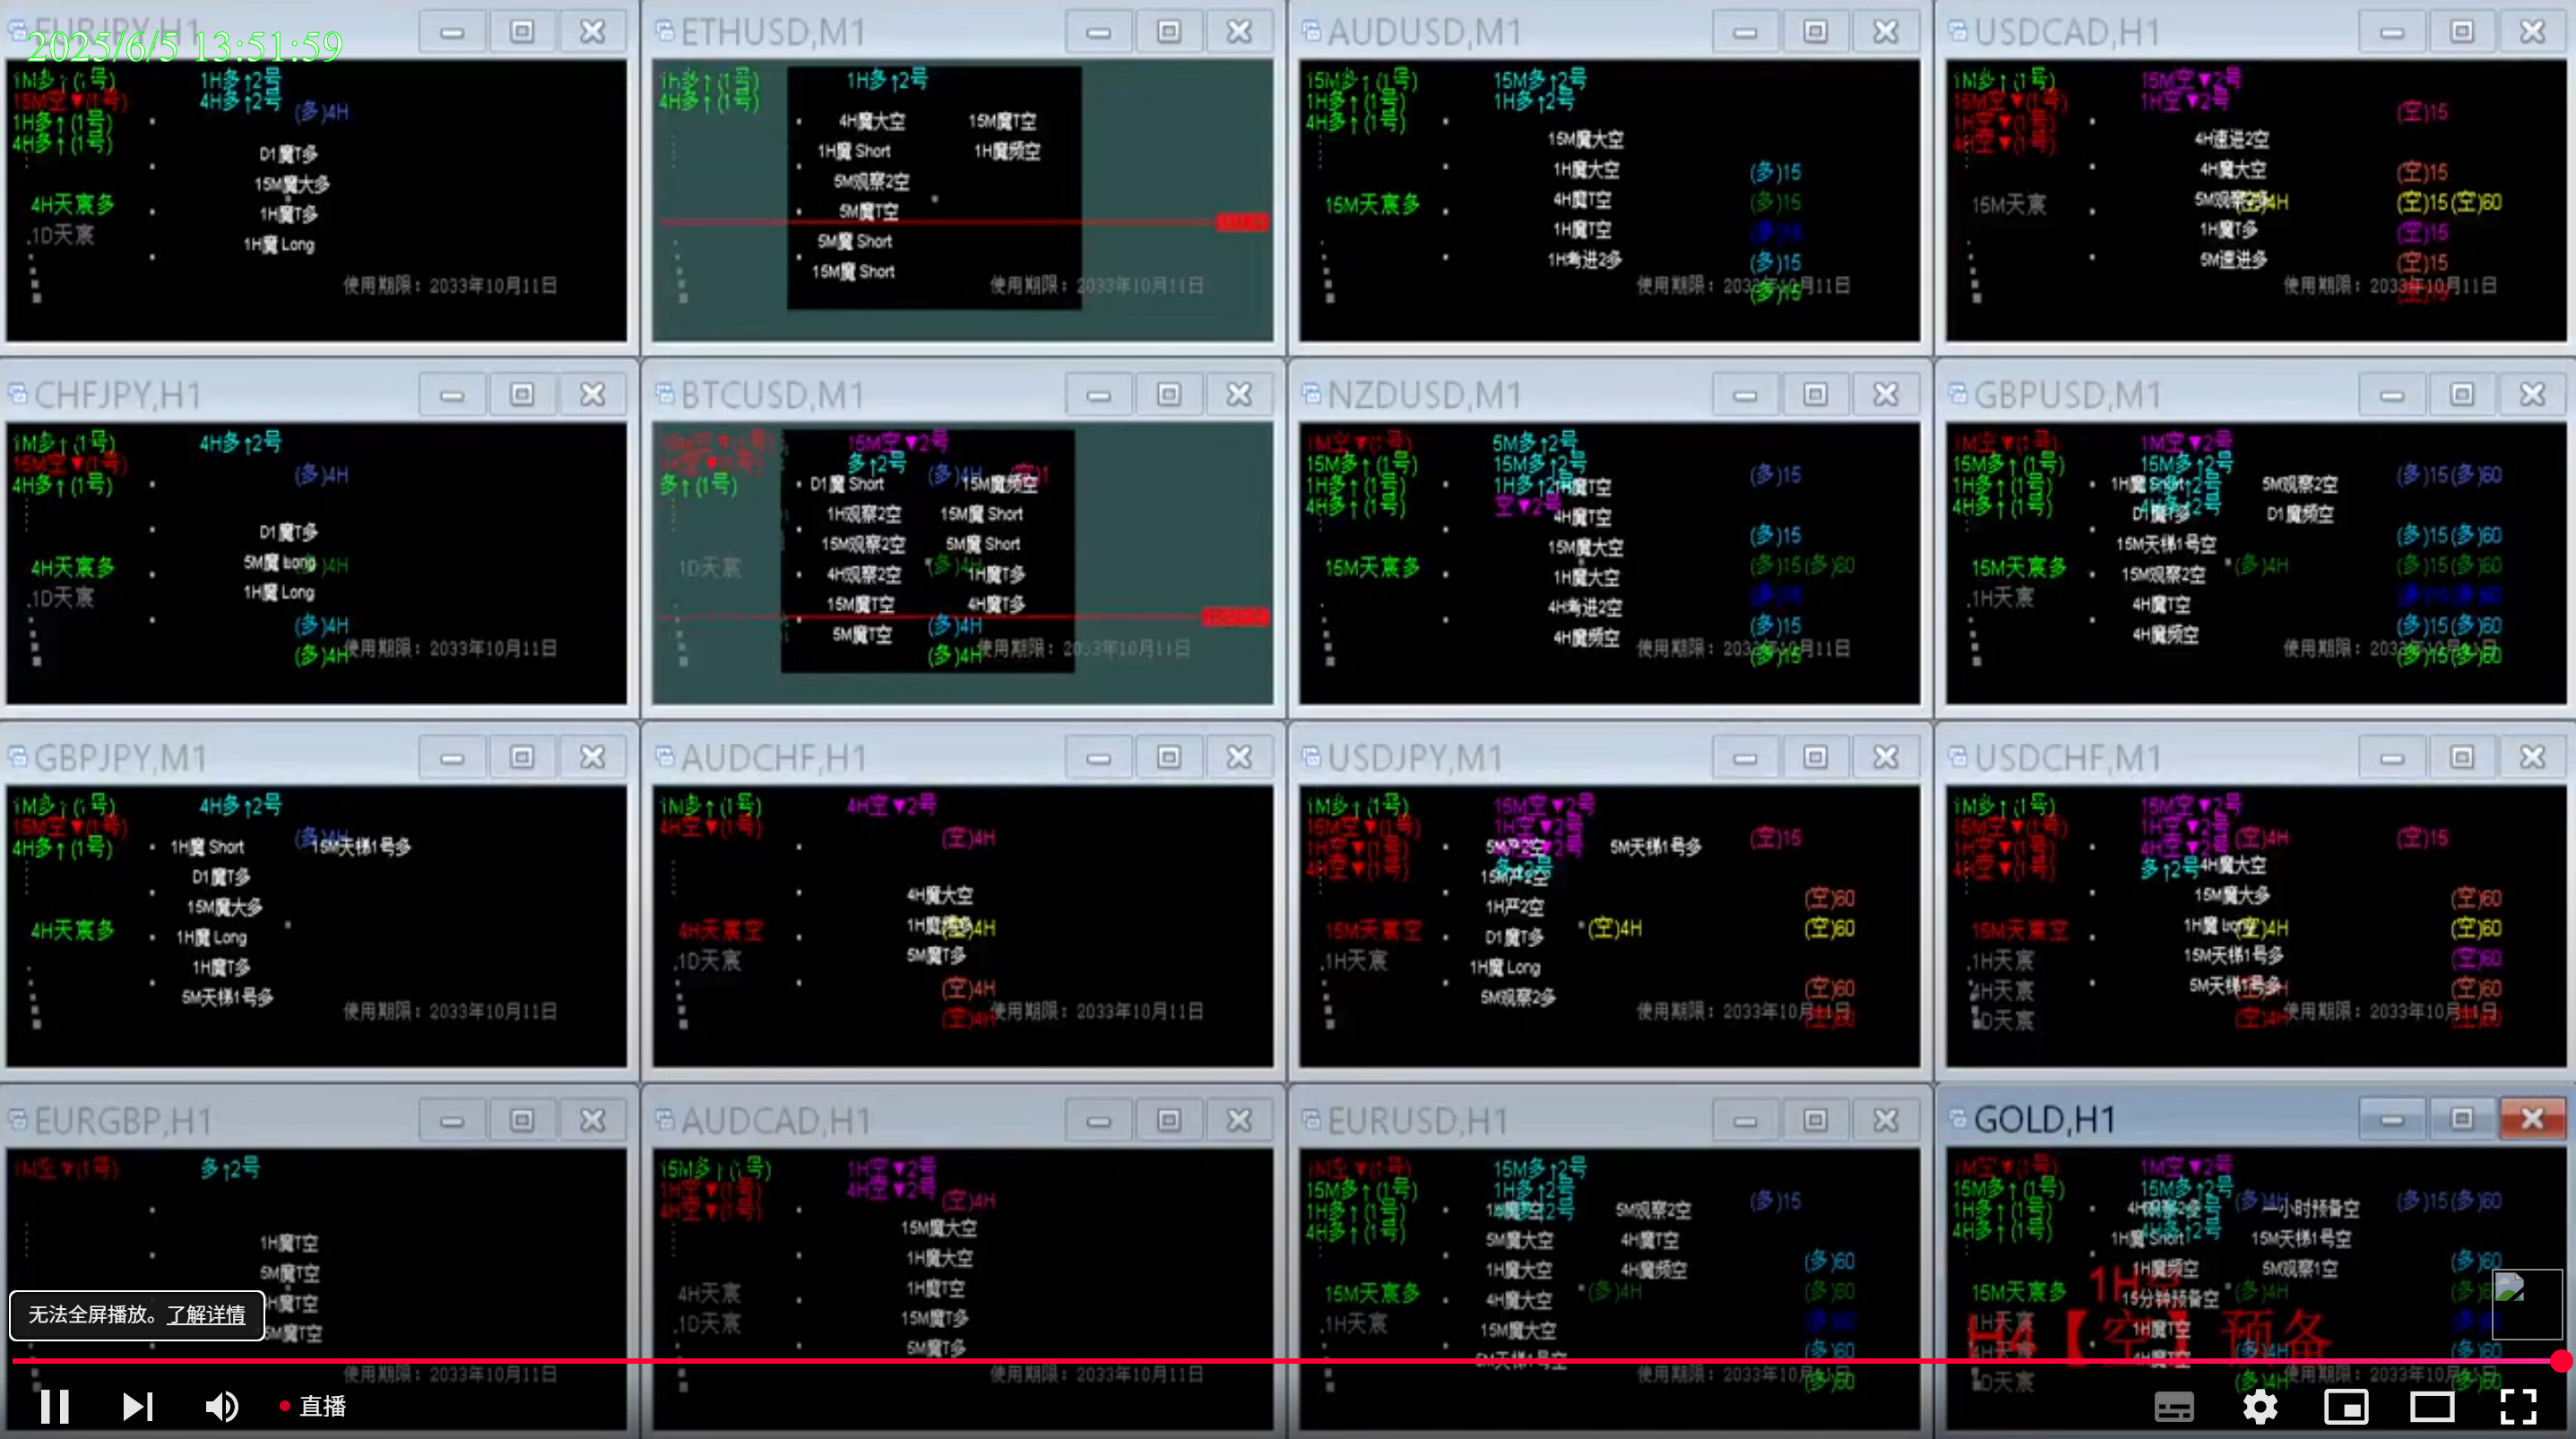 EURJPY,H1
2025/6/5 13:51:59
1M多↑(1号)
15M空▼(1号)
1H多↑(1号)
4H多↑(1号)
1H多↑2号
4H多↑2号
(多)4H
D1魔T多
15M魔大多
1H魔T多
1H魔 Long
4H天宸多
.1D天宸
使用期限：2033年10月11日
ETHUSD,M1
4H多↑(1号)
1H多↑2号
4H魔大空 15M魔T空
1H魔 Short 1H魔频空
5M观察2空
5M魔T空
5M魔 Short
15M魔 Short
使用期限：2033年10月11日
AUDUSD,M1
15M多↑(1号)
1H多↑(1号)
4H多↑(1号)
15M多↑2号
1H多↑2号
15M魔大空
1H魔大空
4H魔T空
1H魔T空
1H考进2多
15M天宸多
(多)15
(多)15
(多)15
(多)15
(多)15
使用期限：2033年10月11日
USDCAD,H1
1M多↑(1号)
15M空▼(1号)
1H空▼(1号)
4H空▼(1号)
15M空▼2号
1H空▼2号
(空)15
4H速进2空
4H魔大空
1H魔T多
5M速进多
15M天宸
(空)15
(空)15(空)60
(空)15
(空)15
使用期限：2033年10月11日
CHFJPY,H1
1M多↑(1号)
15M空▼(1号)
4H多↑(1号)
4H多↑2号
(多)4H
D1魔T多
5M魔 Long
1H魔 Long
4H天宸多
.1D天宸
(多)4H
(多)4H
使用期限：2033年10月11日
BTCUSD,M1
多↑(1号)
15M空▼2号
多↑2号
(多)4H
D1魔 Short 15M魔频空
1H观察2空 15M魔 Short
15M观察2空 5M魔 Short
4H观察2空 1H魔T多
15M魔T空 4H魔T多
5M魔T空 (多)4H
(多)4H
1D天宸
使用期限：2033年10月11日
NZDUSD,M1
1M空▼(1号)
15M多↑(1号)
1H多↑(1号)
4H多↑(1号)
5M多↑2号
15M多↑2号
1H多↑2号
空▼2号
1H魔T空
4H魔T空
15M魔大空
1H魔大空
4H考进2空
4H魔频空
15M天宸多
(多)15
(多)15
(多)15(多)60
(多)15
(多)15
(多)15
使用期限：2033年10月11日
GBPUSD,M1
1M空▼(1号)
15M多↑(1号)
1H多↑(1号)
4H多↑(1号)
1M空▼2号
15M多↑2号
1H魔 Short 5M观察2空
D1魔T多 D1魔频空
15M天梯1号空
15M观察2空
4H魔T空
4H魔频空
15M天宸多
.1H天宸
(多)4H
(多)15(多)60
(多)15(多)60
(多)15(多)60
(多)15(多)60
(多)15(多)60
(多)15(多)60
使用期限：2033年10月11日
GBPJPY,M1
1M多↑(1号)
15M空▼(1号)
4H多↑(1号)
4H多↑2号
(多)4H
1H魔 Short 15M天梯1号多
D1魔T多
15M魔大多
1H魔 Long
1H魔T多
5M天梯1号多
4H天宸多
使用期限：2033年10月11日
AUDCHF,H1
1M多↑(1号)
4H空▼(1号)
4H空▼2号
(空)4H
4H魔大空
5M魔T多
4H天宸空
.1D天宸
(空)4H
(空)4H
(空)4H
使用期限：2033年10月11日
USDJPY,M1
1M多↑(1号)
15M空▼(1号)
1H空▼(1号)
4H空▼(1号)
15M空▼2号
1H空▼2号
多↑2号
5M严2空 5M天梯1号多
15M严2空
1H严2空
D1魔T多
1H魔 Long
5M观察2多
15M天宸空
.1H天宸
(空)4H
(空)15
(空)60
(空)60
(空)60
(空)60
使用期限：2033年10月11日
USDCHF,M1
1M多↑(1号)
15M空▼(1号)
1H空▼(1号)
4H空▼(1号)
15M空▼2号
1H空▼2号
4H空▼2号
多↑2号
(空)4H
4H魔大空
15M魔大多
1H魔 Long
15M天梯1号多
5M天梯1号多
15M天宸空
.1H天宸
4H天宸
D天宸
(空)4H
(空)4H
(空)15
(空)60
(空)60
(空)60
(空)60
(空)60
使用期限：2033年10月11日
EURGBP,H1
1M空▼(1号)
多↑2号
1H魔T空
5M魔T空
H魔T空
5M魔T空
使用期限：2033年10月11日
AUDCAD,H1
15M多↑(1号)
1H空▼(1号)
4H空▼(1号)
1H空▼2号
4H空▼2号
(空)4H
15M魔大空
1H魔大空
1H魔T空
15M魔T多
5M魔T多
4H天宸
.1D天宸
使用期限：2033年10月11日
EURUSD,H1
1M空▼(1号)
15M多↑(1号)
1H多↑(1号)
4H多↑(1号)
15M多↑2号
1H多↑2号
5M观察2空
5M魔大空 4H魔T空
1H魔大空 4H魔频空
4H魔大空
15M魔大空
5M天梯1号空
15M天宸多
.1H天宸
(多)4H
(多)15
(多)60
(多)60
(多)60
(多)60
(多)60
使用期限：2033年10月11日
GOLD,H1
1M空▼(1号)
15M多↑(1号)
1H多↑(1号)
4H多↑(1号)
1M空▼2号
15M多↑2号
4H多↑2号
(多)4H
(多)15(多)60
一小时预备空
1H魔 Short 15M天梯1号空
1H魔频空 5M观察1空
15分钟预备空
1H魔T空
4H魔T空
15M天宸多
1H天宸
4H天宸
D天宸
H4【空】预备
(多)4H
(多)4H
(多)4H
(多)60
使用期限：2033年10月11日
无法全屏播放。了解详情
直播